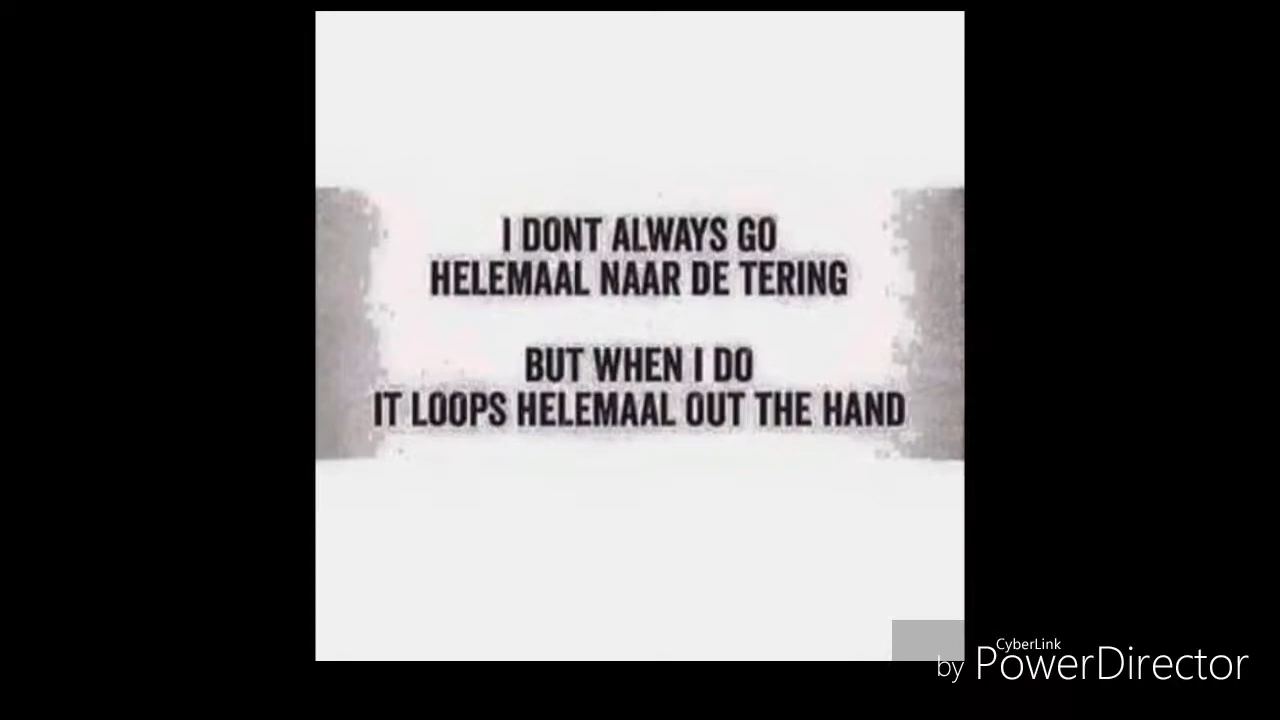 I DONT ALWAYS GO
HELEMAAL NAAR DE TERING
BUT WHEN I DO
IT LOOPS HELEMAAL OUT THE HAND
CyberLink
by PowerDirector